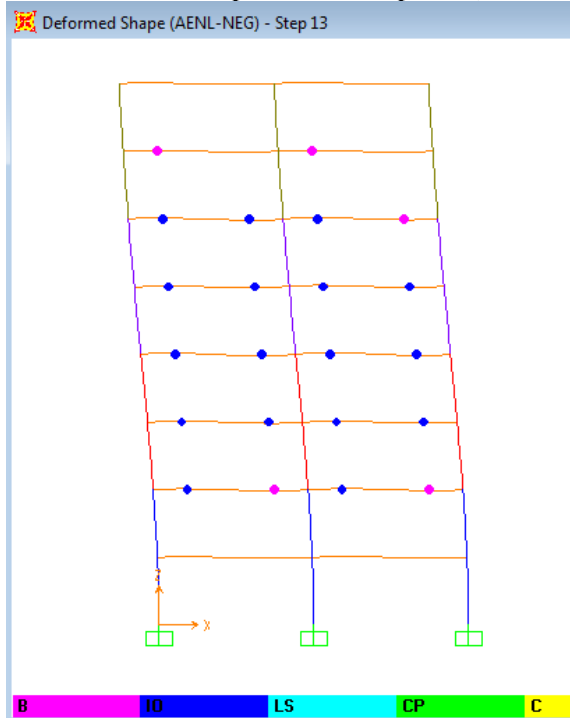 Deformed Shape (AENL-NEG) - Step 13
Z
X
B IO LS CP C